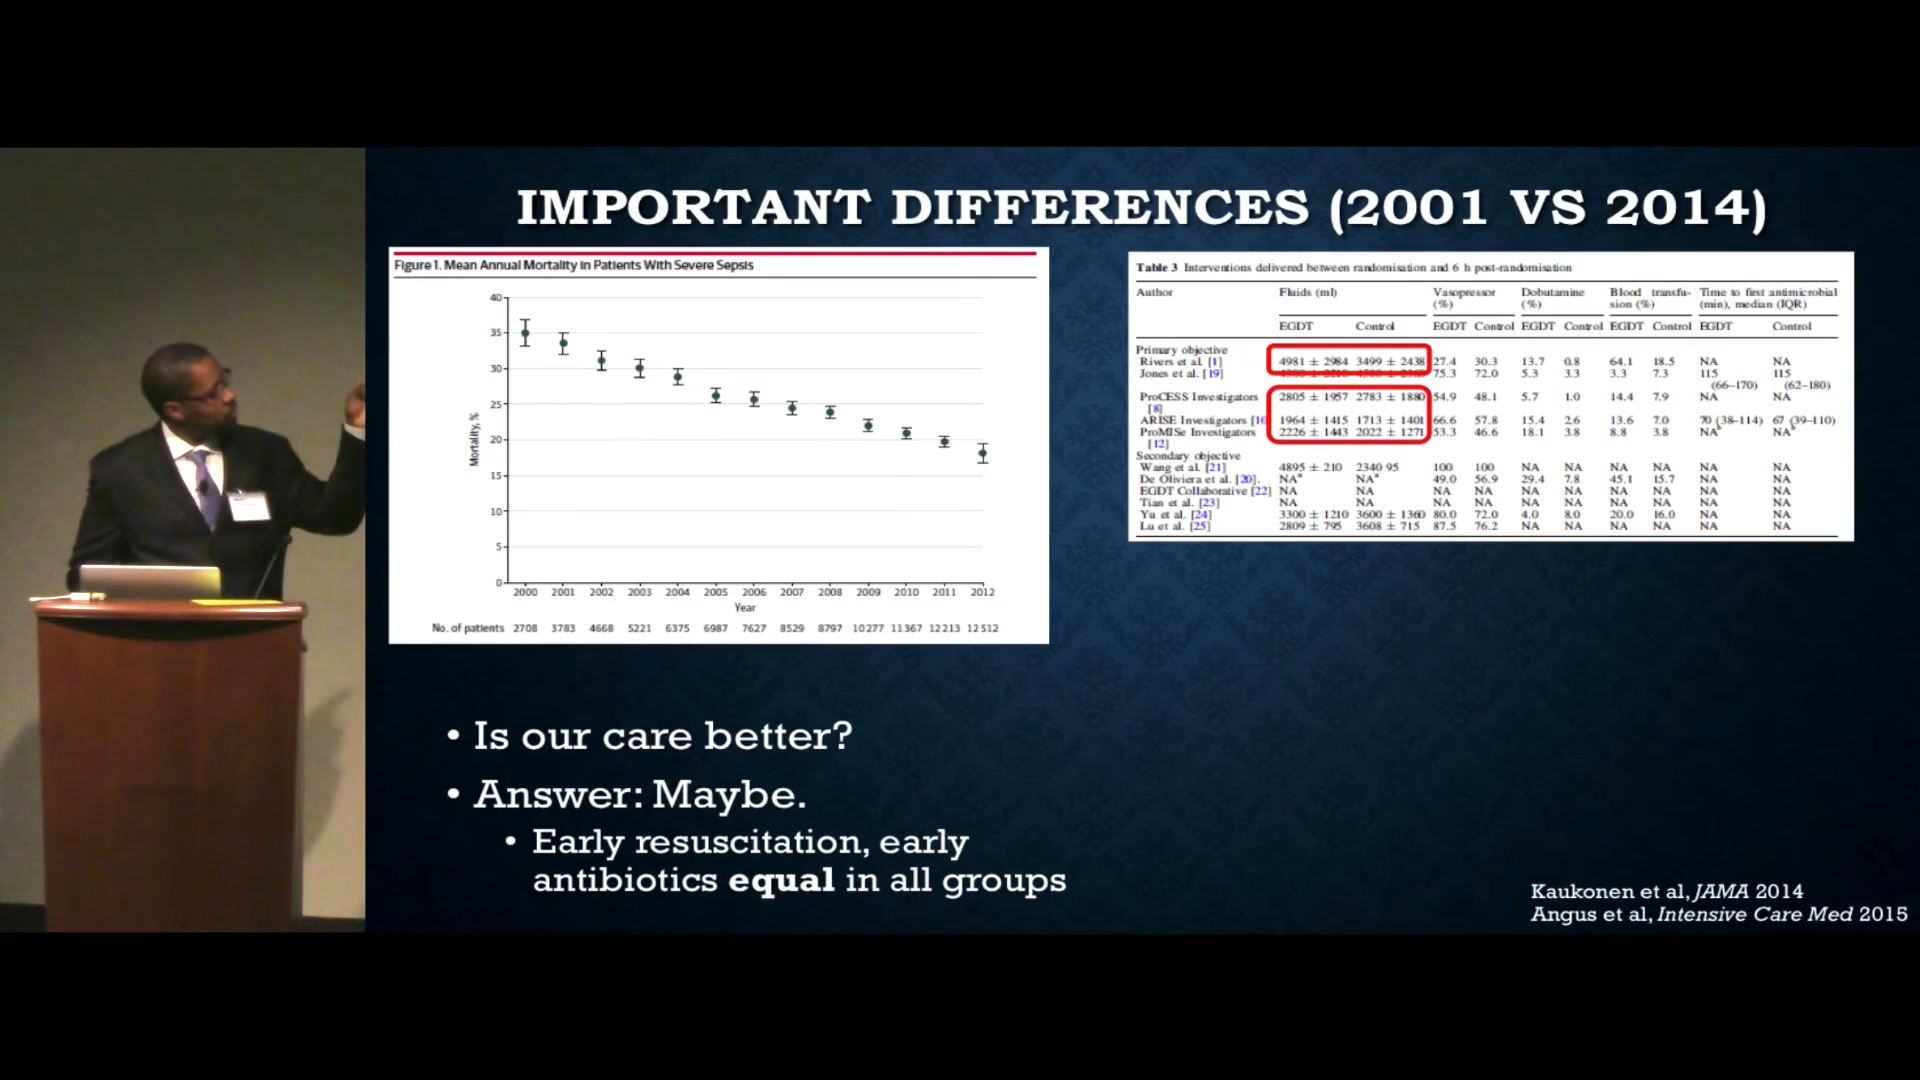 IMPORTANT DIFFERENCES (2001 VS 2014)
Figure 1. Mean Annual Mortality in Patients With Severe Sepsis
40
35
30
25
20
15
10
5
0
Mortality, %
2000 2001 2002 2003 2004 2005 2006 2007 2008 2009 2010 2011 2012
Year
No. of patients 2708 3783 4668 5221 6375 6987 7627 8529 8797 10277 11367 12213 12512
Table 3 Interventions delivered between randomisation and 6 h post-randomisation
Author Fluids (ml) Vasopressor Dobutamine Blood transfu- Time to first antimicrobial
(%) (%) sion (%) (min), median (IQR)
EGDT Control EGDT Control EGDT Control EGDT Control EGDT Control
Primary objective
Rivers et al. [1] 4981 ± 2984 3499 ± 2438 27.4 30.3 13.7 0.8 64.1 18.5 NA NA
Jones et al. [19] 75.3 72.0 5.3 3.3 3.3 7.3 115 115
(66–170) (62–180)
ProCESS Investigators 2805 ± 1957 2783 ± 1880 54.9 48.1 5.7 1.0 14.4 7.9 NA NA
[8]
ARISE Investigators [10 1964 ± 1415 1713 ± 1401 66.6 57.8 15.4 2.6 13.6 7.0 70 (38–114) 67 (39–110)
ProMISe Investigators 2226 ± 1443 2022 ± 1271 53.3 46.6 18.1 3.8 8.8 3.8 NA NA
[12]
Secondary objective
Wang et al. [21] 4895 ± 210 2340 95 100 100 NA NA NA NA NA NA
De Oliviera et al. [20]. NAa NAa 49.0 56.9 29.4 7.8 45.1 15.7 NA NA
EGDT Collaborative [22] NA NA NA NA NA NA NA NA NA NA
Tian et al. [23] NA NA NA NA NA NA NA NA NA NA
Yu et al. [24] 3300 ± 1210 3600 ± 1360 80.0 72.0 4.0 8.0 20.0 16.0 NA NA
Lu et al. [25] 2809 ± 795 3608 ± 715 87.5 76.2 NA NA NA NA NA NA
• Is our care better?
• Answer: Maybe.
• Early resuscitation, early
antibiotics equal in all groups
Kaukonen et al, JAMA 2014
Angus et al, Intensive Care Med 2015